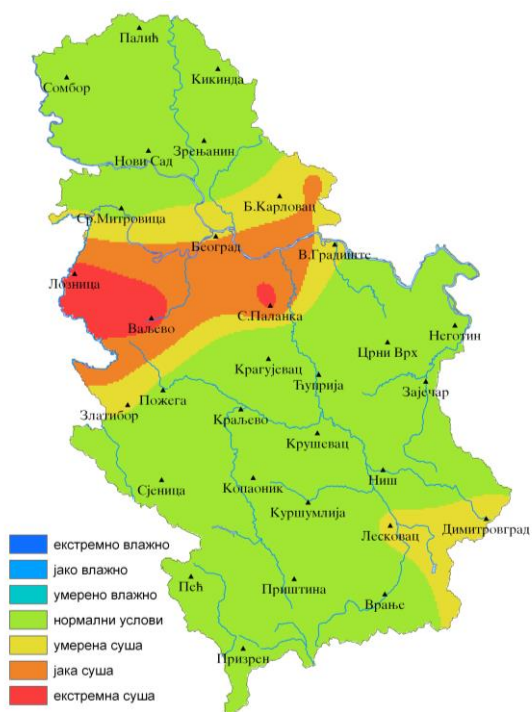 Палић
Сомбор
Кикинда
Зрењанин
Нови Сад
Б.Карловац
Ср.Митровица
Београд
В.Градиште
Лозница
С.Паланка
Ваљево
Неготин
Црни Врх
Крагујевац
Ћуприја
Зајечар
Пожега
Златибор
Краљево
Крушевац
Ниш
Сјеница
Копаоник
Куршумлија
Димитровград
Лесковац
Пећ
Приштина
Врање
Призрен
екстремно влажно
јако влажно
умерено влажно
нормални услови
умерена суша
јака суша
екстремна суша